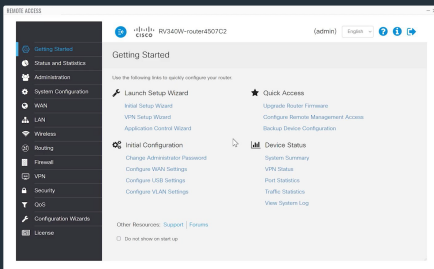 REMOTE ACCESS
cisco RV340W-router4507C2 (admin) English
Getting Started
Status and Statistics
Administration
System Configuration
WAN
LAN
Wireless
Routing
Firewall
VPN
Security
QoS
Configuration Wizards
License
Getting Started
Use the following links to quickly configure your router.
Launch Setup Wizard
Initial Setup Wizard
VPN Setup Wizard
Application Control Wizard
Quick Access
Upgrade Router Firmware
Configure Remote Management Access
Backup Device Configuration
Initial Configuration
Change Administrator Password
Configure WAN Settings
Configure USB Settings
Configure VLAN Settings
Device Status
System Summary
VPN Status
Port Statistics
Traffic Statistics
View System Log
Other Resources: Support | Forums
Do not show on start up